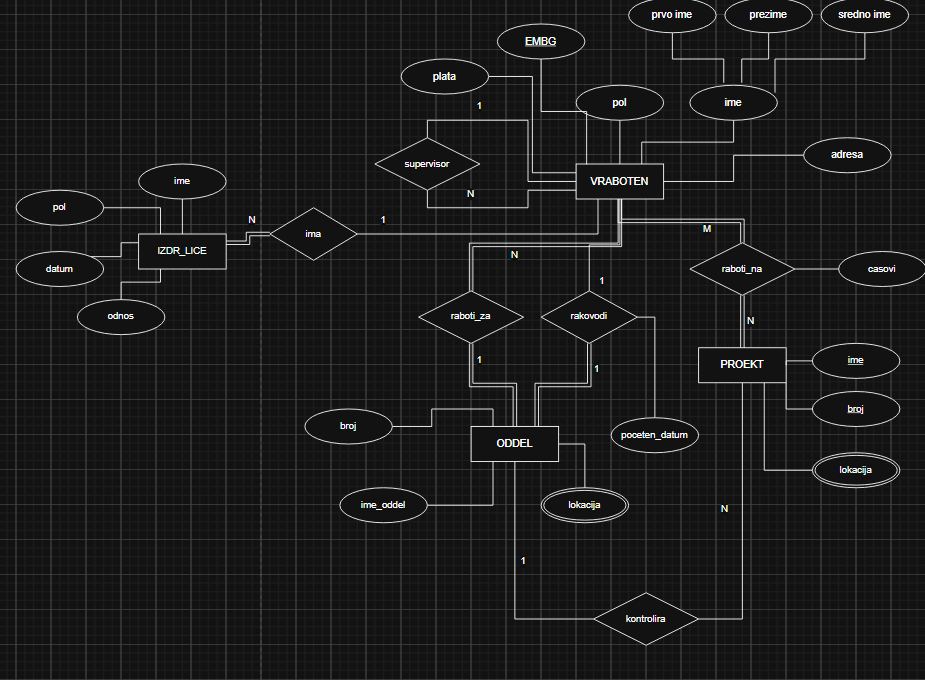 prvo ime
prezime
sredno ime
EMBG
plata
pol
ime
1
supervisor
adresa
VRABOTEN
ime
N
pol
N
1
ima
M
IZDR_LICE
N
datum
raboti_na
casovi
1
odnos
raboti_za
rakovodi
N
1
1
PROEKT
ime
broj
broj
poceten_datum
ODDEL
lokacija
ime_oddel
lokacija
N
1
kontrolira